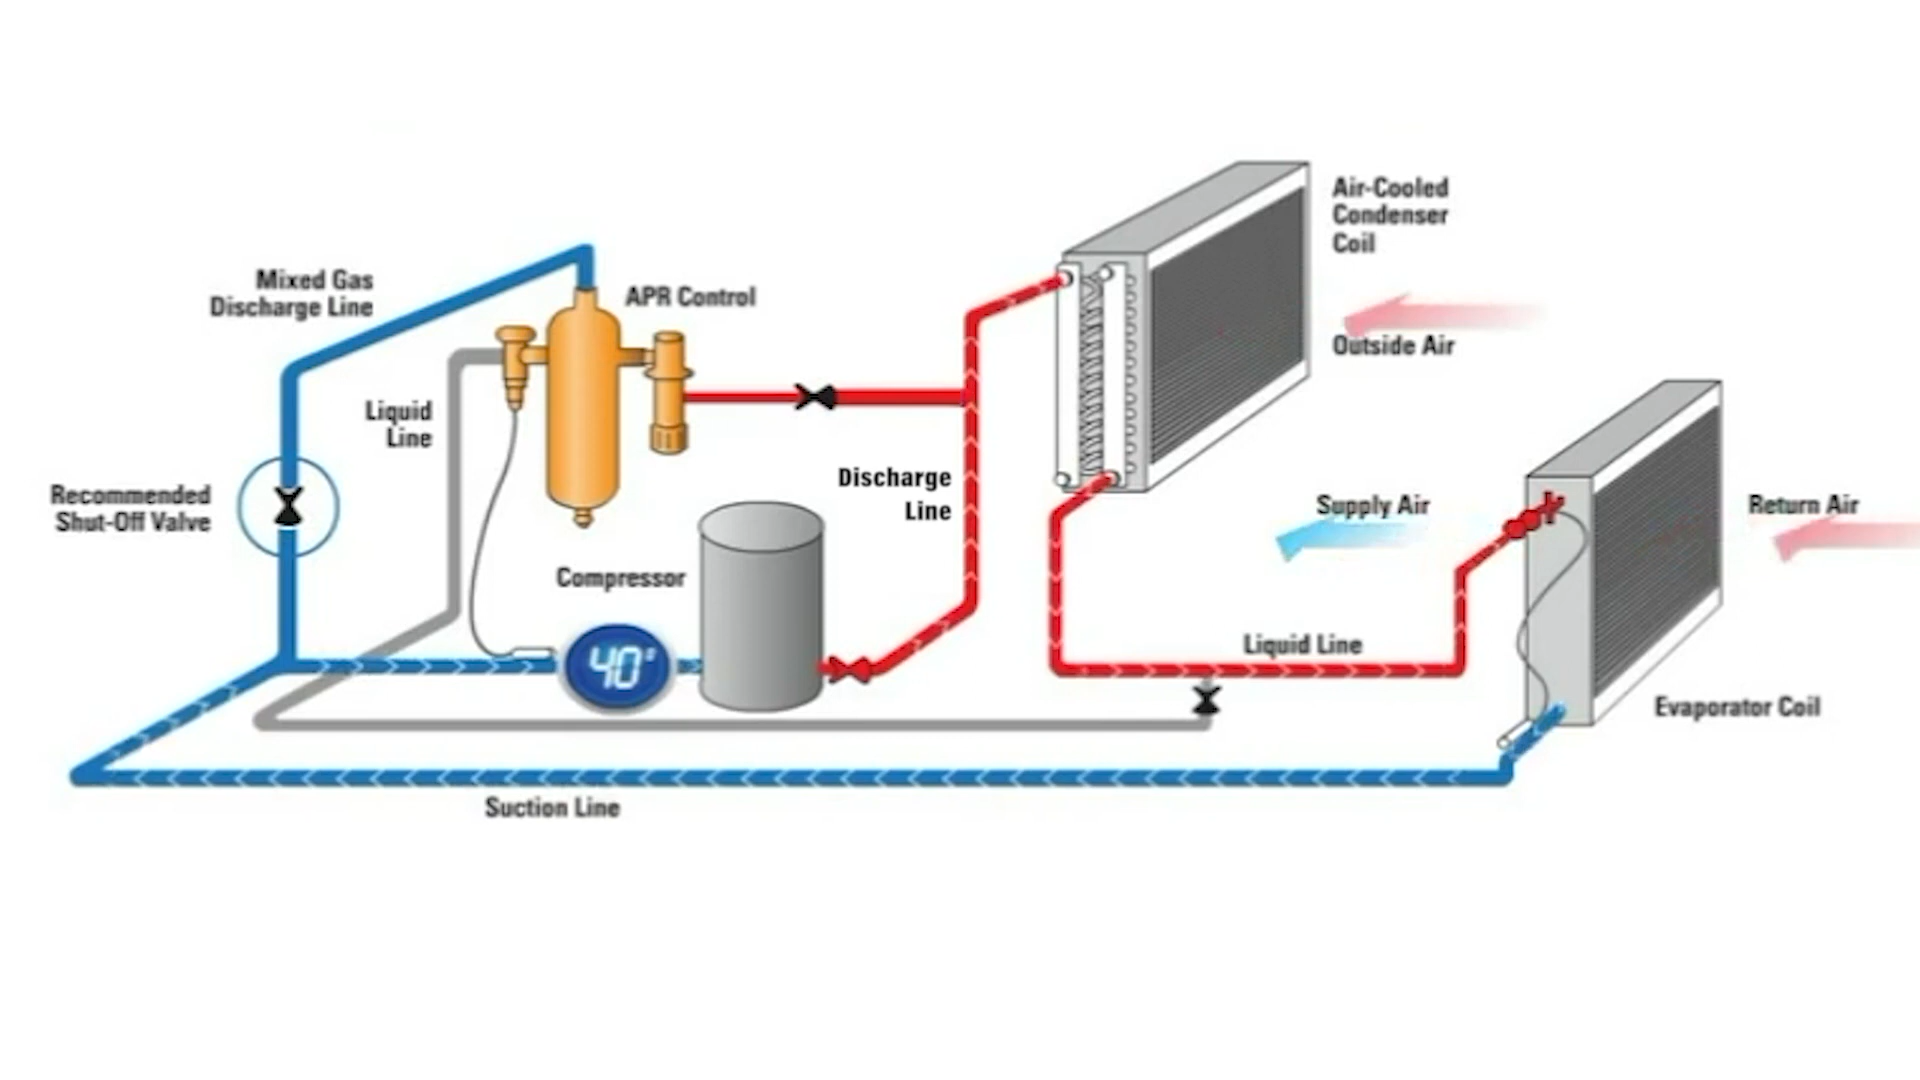 Air-Cooled
Condenser
Coil
Mixed Gas
Discharge Line
APR Control
Outside Air
Liquid
Line
Discharge
Line
Recommended
Shut-Off Valve
Supply Air
Return Air
Compressor
40°
Liquid Line
Evaporator Coil
Suction Line